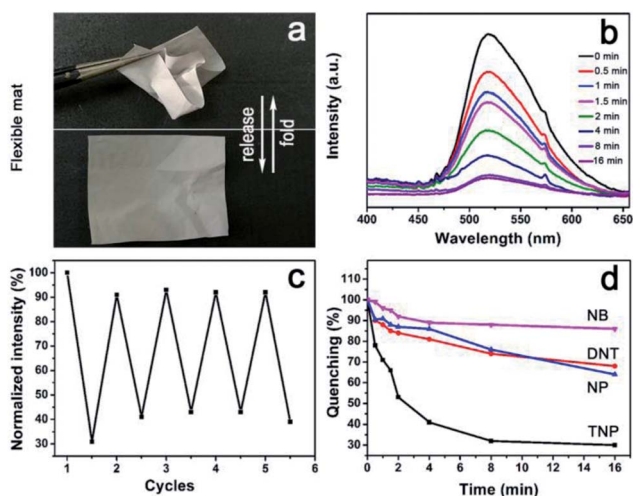 a
Flexible mat
release
fold
b
Intensity (a.u.)
0 min
0.5 min
1 min
1.5 min
2 min
4 min
8 min
16 min
400 450 500 550 600 650
Wavelength (nm)
c
Normalized intensity (%)
100
90
80
70
60
50
40
30
1 2 3 4 5 6
Cycles
d
Quenching (%)
110
100
90
80
70
60
50
40
30
NB
DNT
NP
TNP
0 2 4 6 8 10 12 14 16
Time (min)